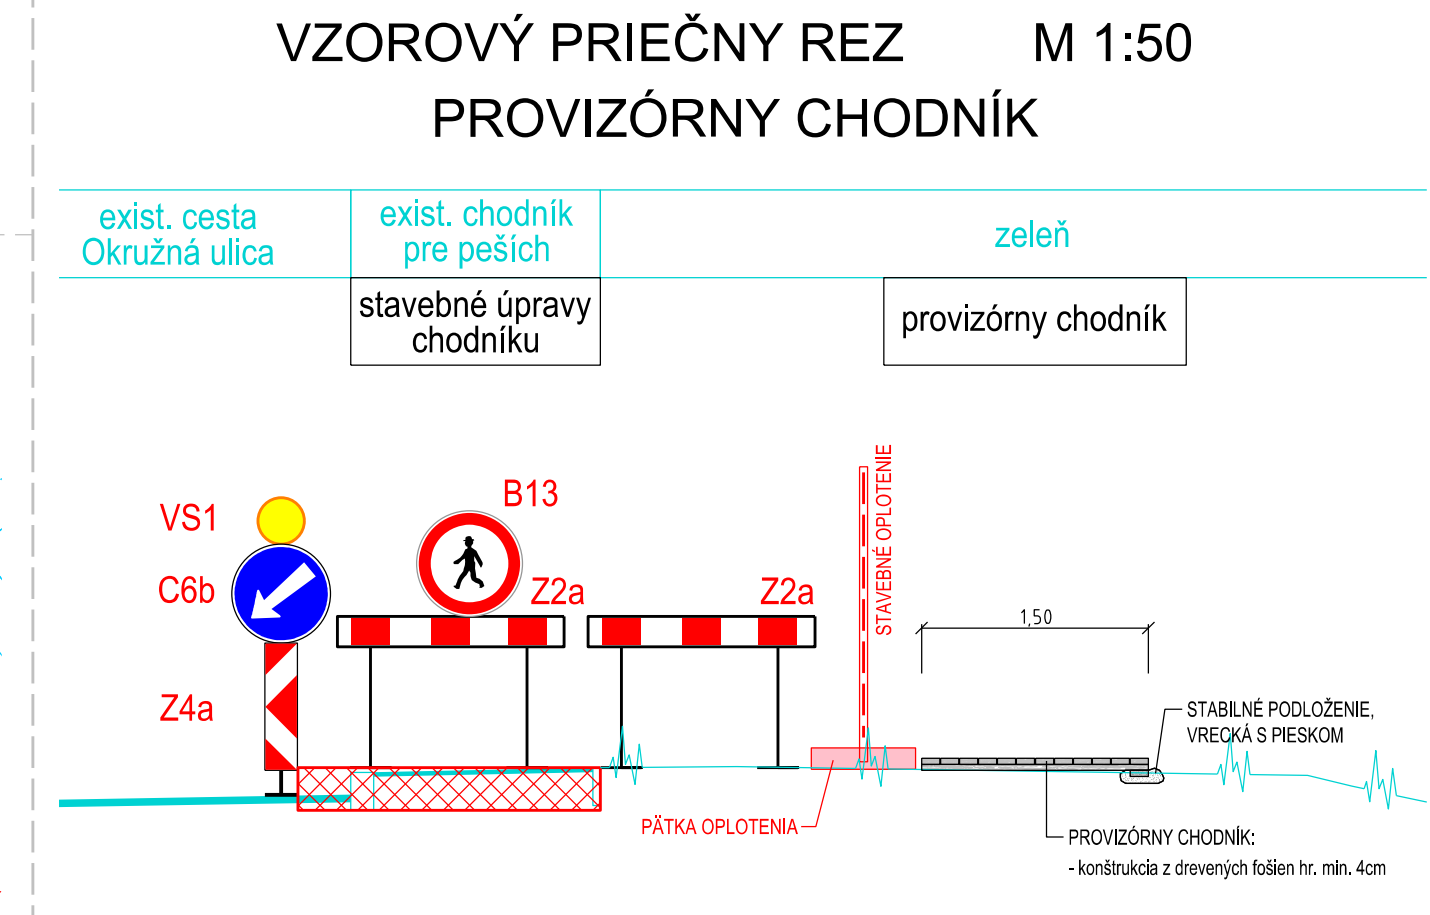 VZOROVÝ PRIEČNY REZ M 1:50
PROVIZÓRNY CHODNÍK
exist. cesta
Okružná ulica
exist. chodník
pre peších
zeleň
stavebné úpravy
chodníku
provizórny chodník
VS1
C6b
Z4a
B13
Z2a
Z2a
STAVEBNÉ OPLOTENIE
1,50
STABILNÉ PODLOŽENIE,
VRECKÁ S PIESKOM
PÄTKA OPLOTENIA
PROVIZÓRNY CHODNÍK:
- konštrukcia z drevených fošien hr. min. 4cm